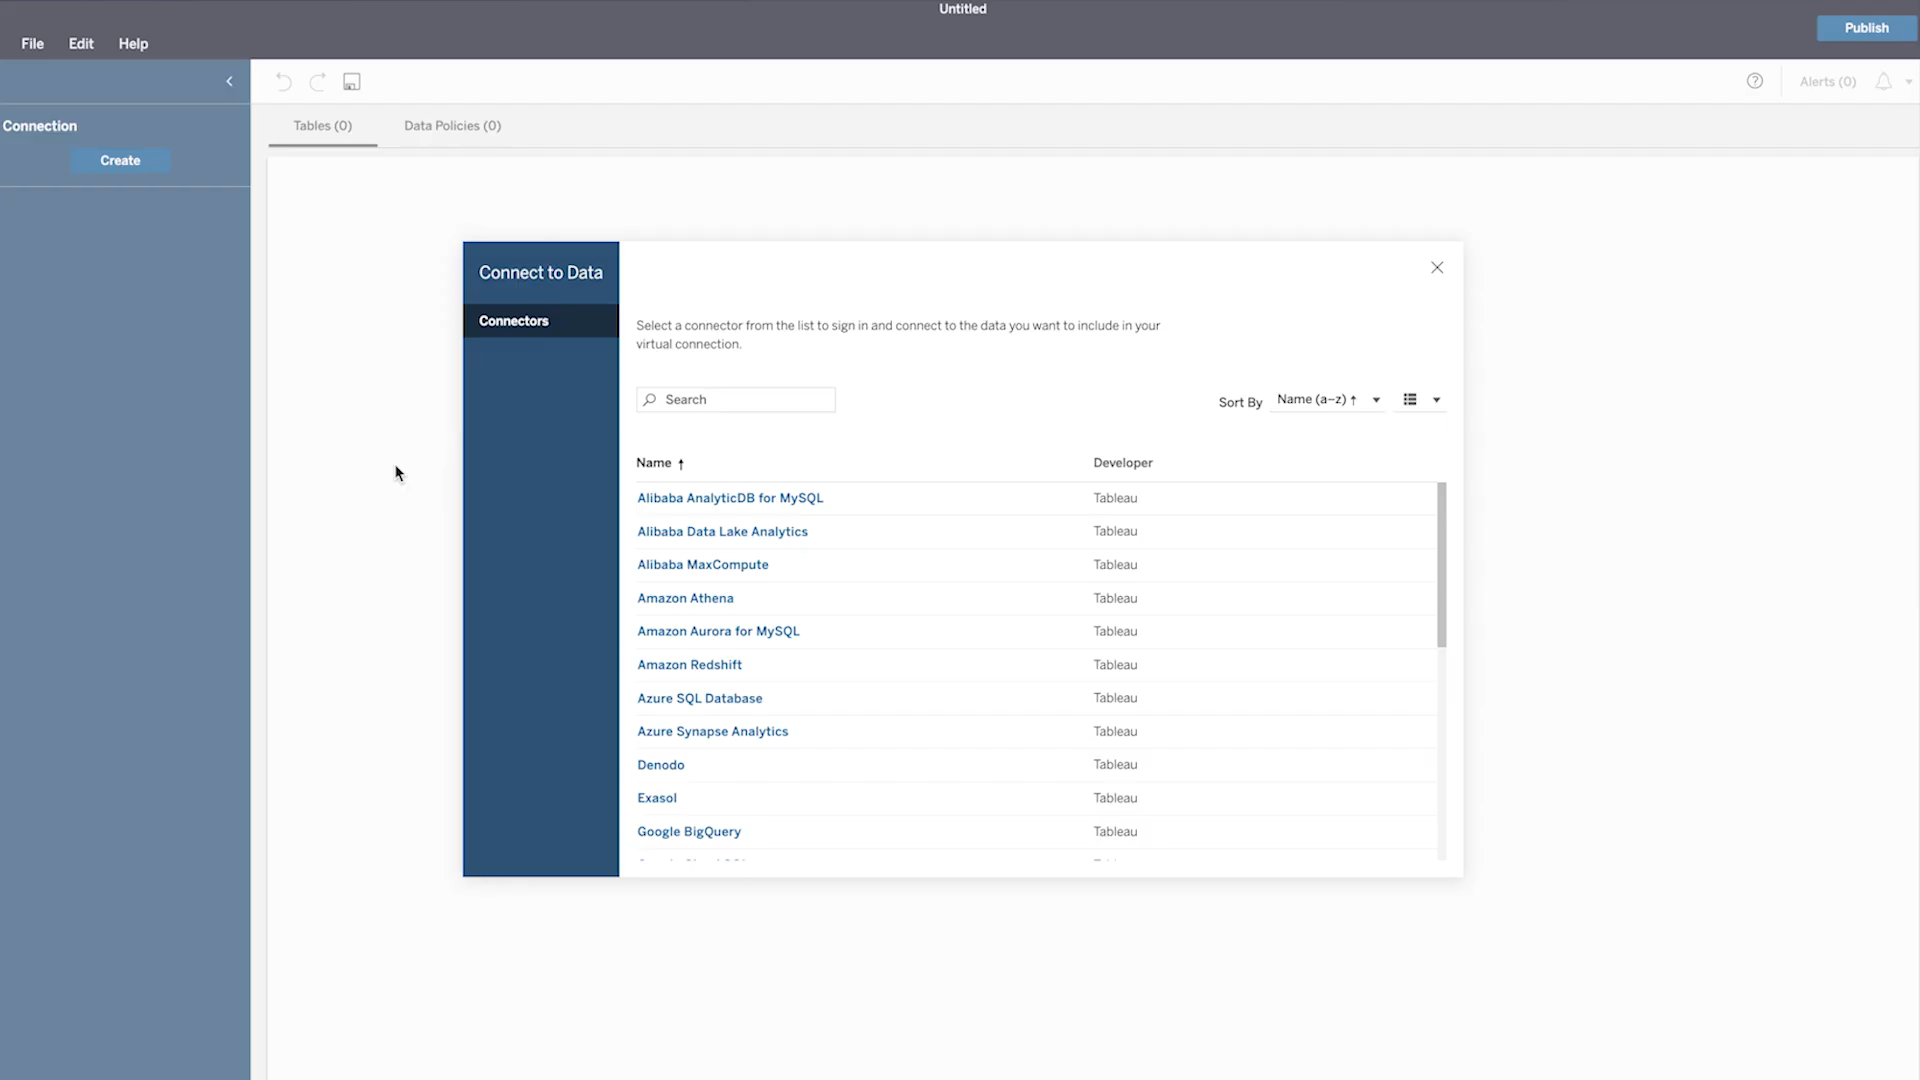 Untitled
Publish
File Edit Help
Alerts (0)
Connection
Tables (0) Data Policies (0)
Create
Connect to Data
Connectors
Select a connector from the list to sign in and connect to the data you want to include in your
virtual connection.
Search
Sort By Name (a–z) ↑
Name ↑ Developer
Alibaba AnalyticDB for MySQL Tableau
Alibaba Data Lake Analytics Tableau
Alibaba MaxCompute Tableau
Amazon Athena Tableau
Amazon Aurora for MySQL Tableau
Amazon Redshift Tableau
Azure SQL Database Tableau
Azure Synapse Analytics Tableau
Denodo Tableau
Exasol Tableau
Google BigQuery Tableau